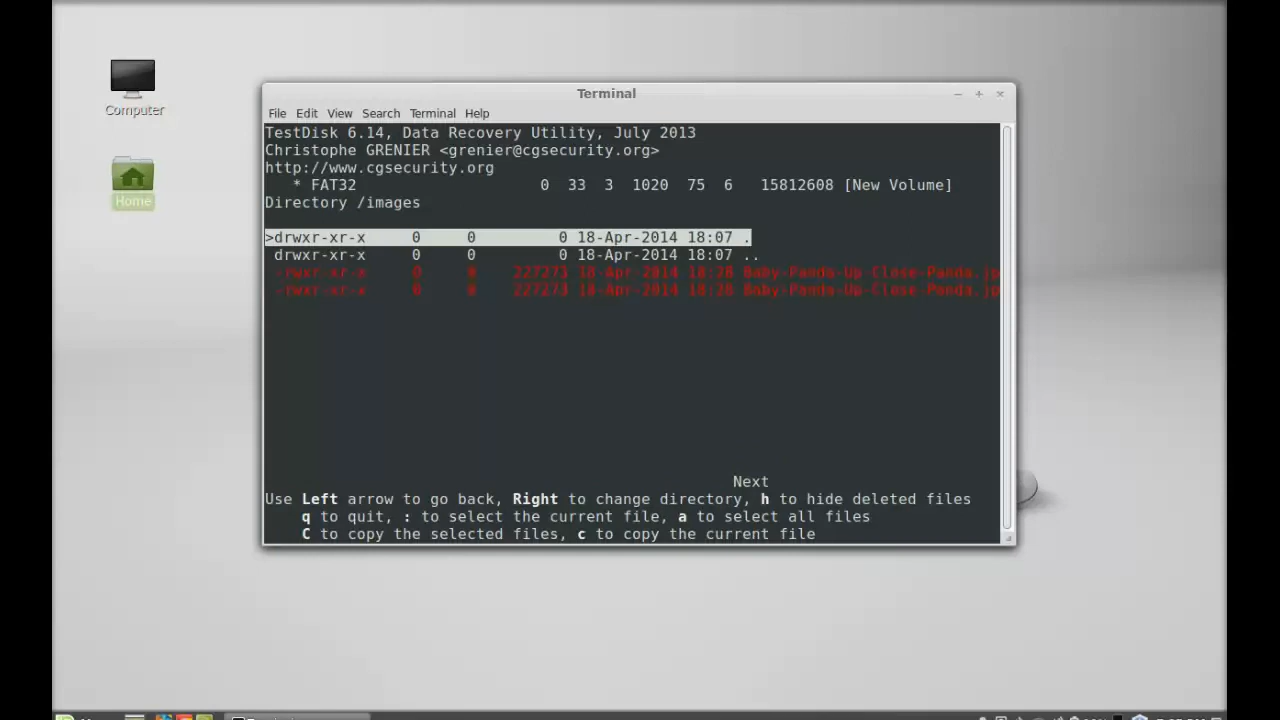 Computer
Home
Terminal
File Edit View Search Terminal Help
TestDisk 6.14, Data Recovery Utility, July 2013
Christophe GRENIER <grenier@cgsecurity.org>
http://www.cgsecurity.org
* FAT32 0 33 3 1020 75 6 15812608 [New Volume]
Directory /images
>drwxr-xr-x 0 0 0 18-Apr-2014 18:07 .
drwxr-xr-x 0 0 0 18-Apr-2014 18:07 ..
-rwxr-xr-x 0 0 227273 18-Apr-2014 18:28 Baby-Panda-Up-Close-Panda.jp
-rwxr-xr-x 0 0 227273 18-Apr-2014 18:28 Baby-Panda-Up-Close-Panda.jp
Next
Use Left arrow to go back, Right to change directory, h to hide deleted files
q to quit, : to select the current file, a to select all files
C to copy the selected files, c to copy the current file